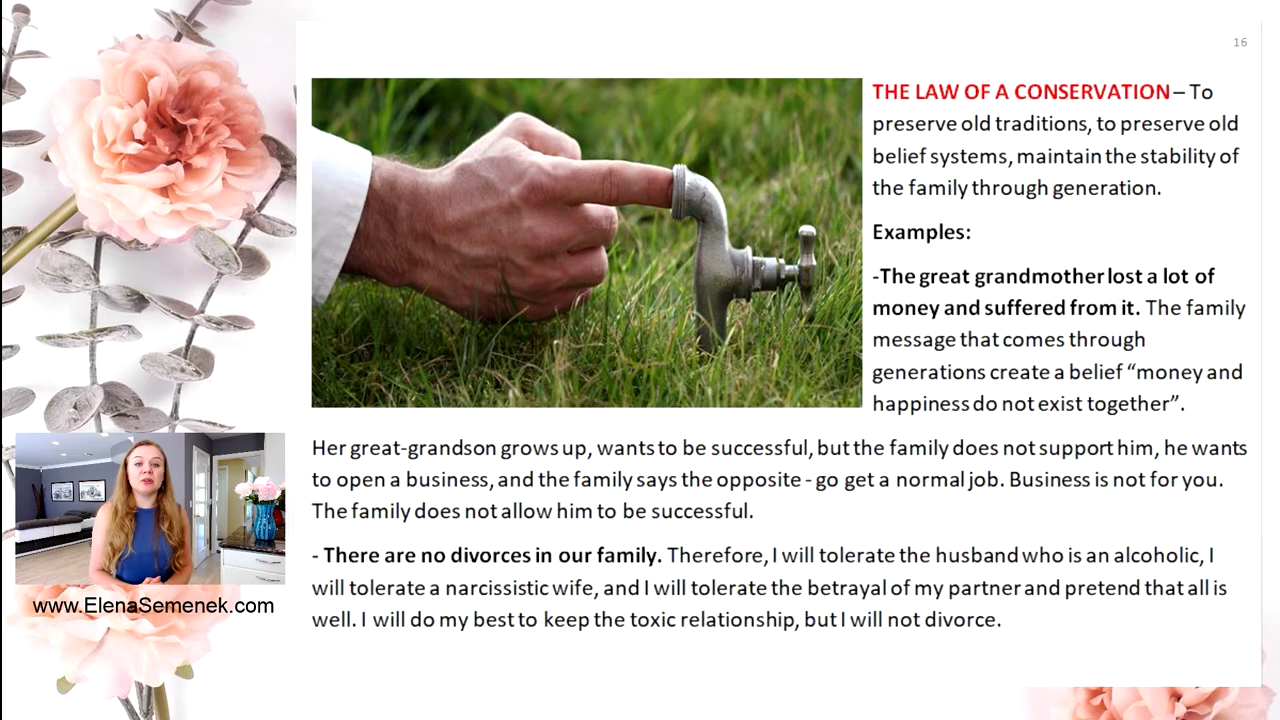 16
THE LAW OF A CONSERVATION – To
preserve old traditions, to preserve old
belief systems, maintain the stability of
the family through generation.
Examples:
-The great grandmother lost a lot of
money and suffered from it. The family
message that comes through
generations create a belief “money and
happiness do not exist together”.
Her great-grandson grows up, wants to be successful, but the family does not support him, he wants
to open a business, and the family says the opposite - go get a normal job. Business is not for you.
The family does not allow him to be successful.
- There are no divorces in our family. Therefore, I will tolerate the husband who is an alcoholic, I
will tolerate a narcissistic wife, and I will tolerate the betrayal of my partner and pretend that all is
well. I will do my best to keep the toxic relationship, but I will not divorce.
www.ElenaSemenek.com